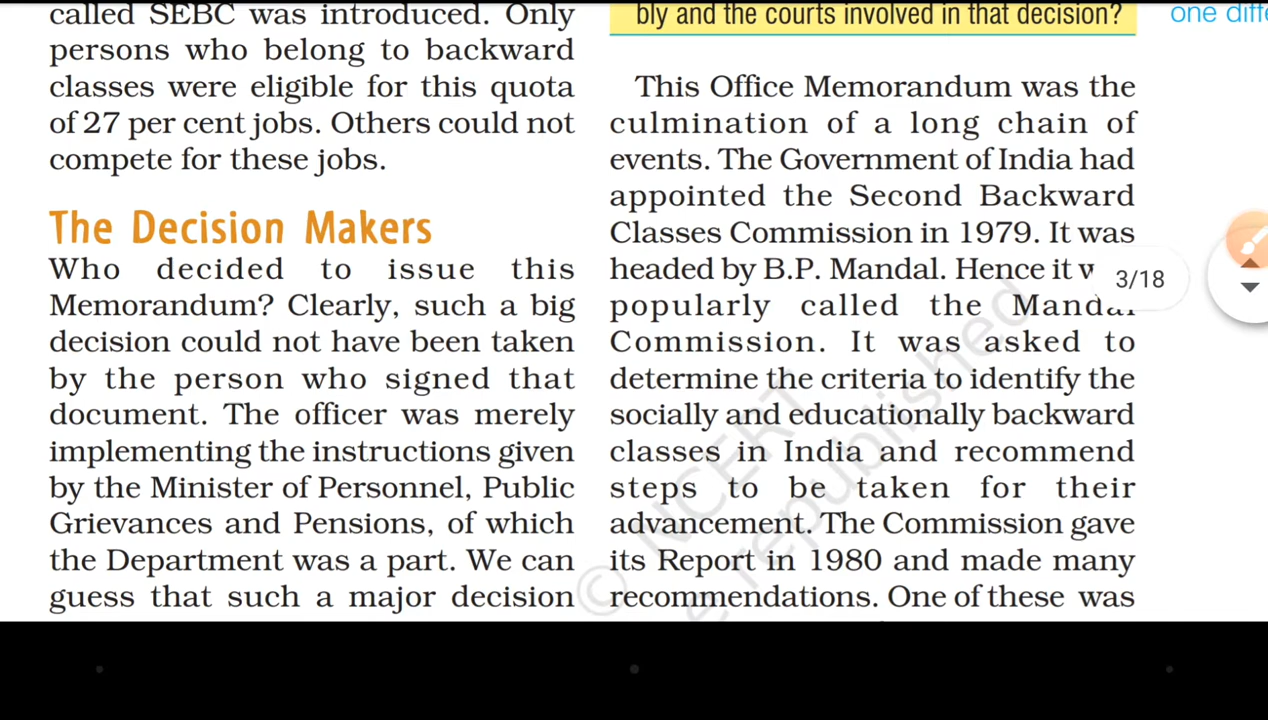 called SEBC was introduced. Only
persons who belong to backward
classes were eligible for this quota
of 27 per cent jobs. Others could not
compete for these jobs.
The Decision Makers
Who decided to issue this
Memorandum? Clearly, such a big
decision could not have been taken
by the person who signed that
document. The officer was merely
implementing the instructions given
by the Minister of Personnel, Public
Grievances and Pensions, of which
the Department was a part. We can
guess that such a major decision
bly and the courts involved in that decision?
This Office Memorandum was the
culmination of a long chain of
events. The Government of India had
appointed the Second Backward
Classes Commission in 1979. It was
headed by B.P. Mandal. Hence it
popularly called the Mandal
Commission. It was asked to
determine the criteria to identify the
socially and educationally backward
classes in India and recommend
steps to be taken for their
advancement. The Commission gave
its Report in 1980 and made many
recommendations. One of these was
one
3/18
© NCERT
republished